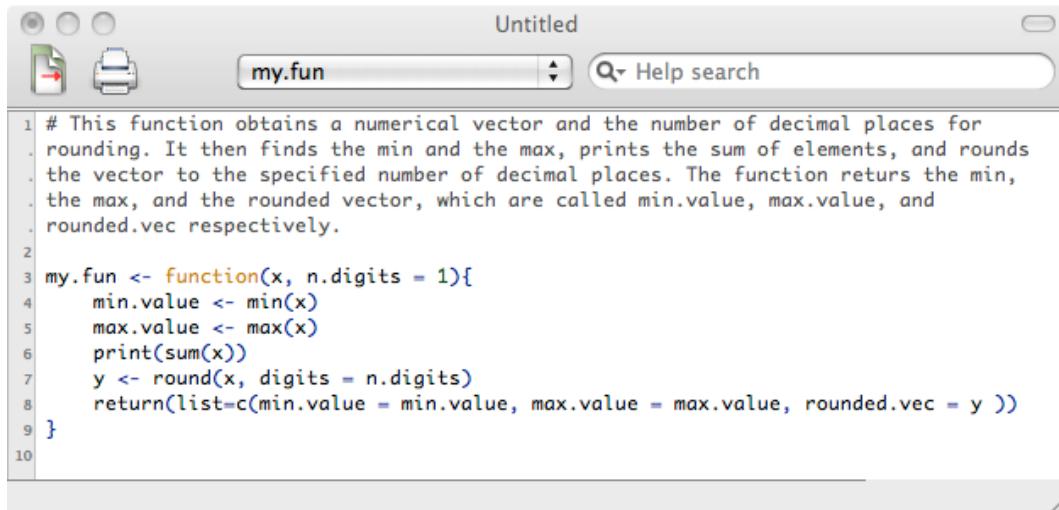 Untitled
my.fun Help search
1 # This function obtains a numerical vector and the number of decimal places for
. rounding. It then finds the min and the max, prints the sum of elements, and rounds
. the vector to the specified number of decimal places. The function returs the min,
. the max, and the rounded vector, which are called min.value, max.value, and
. rounded.vec respectively.
2
3 my.fun <- function(x, n.digits = 1){
4 min.value <- min(x)
5 max.value <- max(x)
6 print(sum(x))
7 y <- round(x, digits = n.digits)
8 return(list=c(min.value = min.value, max.value = max.value, rounded.vec = y ))
9 }
10